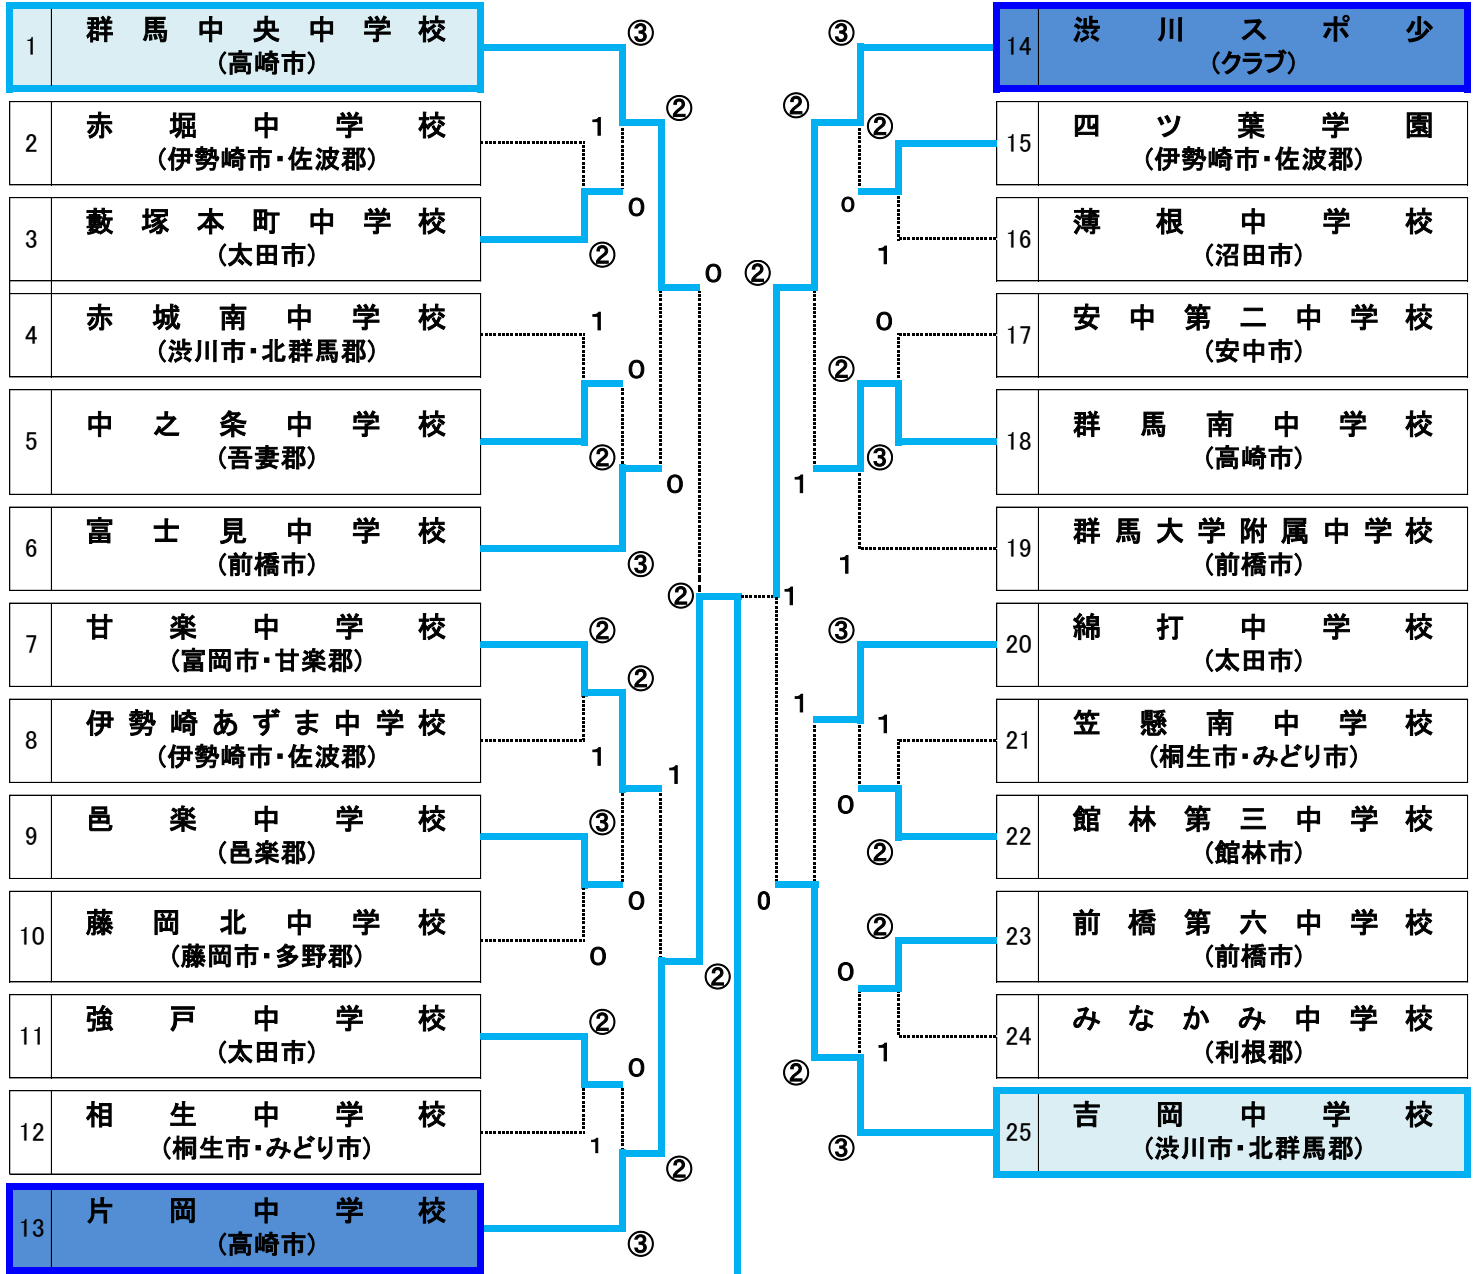 1 群馬中央中学校
(高崎市)
2 赤堀中学校
(伊勢崎市・佐波郡)
3 藪塚本町中学校
(太田市)
4 赤城南中学校
(渋川市・北群馬郡)
5 中之条中学校
(吾妻郡)
6 富士見中学校
(前橋市)
7 甘楽中学校
(富岡市・甘楽郡)
8 伊勢崎あずま中学校
(伊勢崎市・佐波郡)
9 邑楽中学校
(邑楽郡)
10 藤岡北中学校
(藤岡市・多野郡)
11 強戸中学校
(太田市)
12 相生中学校
(桐生市・みどり市)
13 片岡中学校
(高崎市)
③
②
1
0
②
0
1
0
②
0
③
②
②
②
1
1
③
0
0
②
②
0
1
②
③
③
②
②
0
1
②
0
②
③
1
1
1
③
1
1
0
②
0
②
0
1
②
③
14 渋川スポ少
(クラブ)
15 四ツ葉学園
(伊勢崎市・佐波郡)
16 薄根中学校
(沼田市)
17 安中第二中学校
(安中市)
18 群馬南中学校
(高崎市)
19 群馬大学附属中学校
(前橋市)
20 綿打中学校
(太田市)
21 笠懸南中学校
(桐生市・みどり市)
22 館林第三中学校
(館林市)
23 前橋第六中学校
(前橋市)
24 みなかみ中学校
(利根郡)
25 吉岡中学校
(渋川市・北群馬郡)